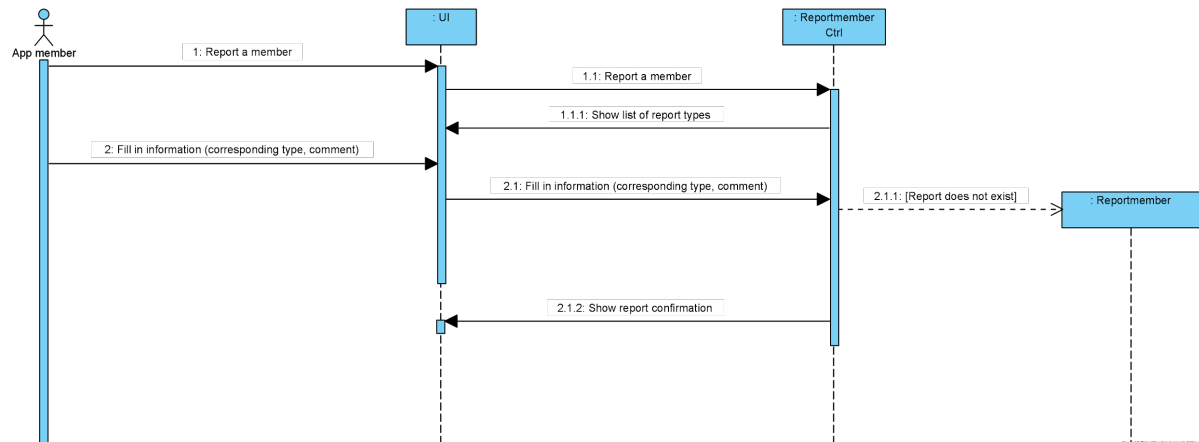 : UI
: Reportmember
Ctrl
App member
1: Report a member
1.1: Report a member
1.1.1: Show list of report types
2: Fill in information (corresponding type, comment)
2.1: Fill in information (corresponding type, comment)
2.1.1: [Report does not exist]
: Reportmember
2.1.2: Show report confirmation